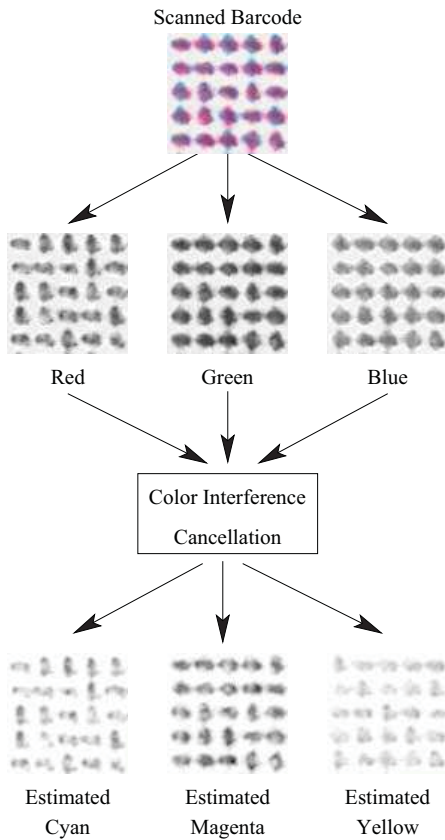 Scanned Barcode
Red
Green
Blue
Color Interference
Cancellation
Estimated
Cyan
Estimated
Magenta
Estimated
Yellow